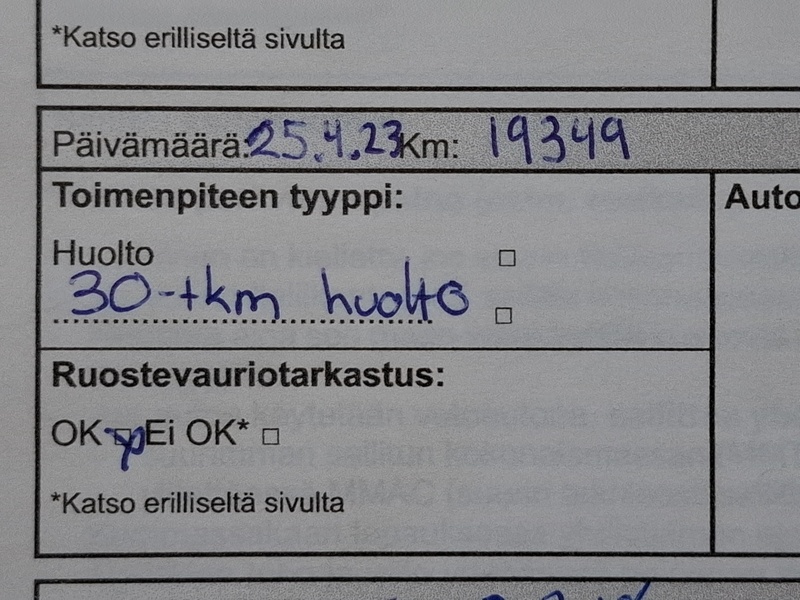 *Katso erilliseltä sivulta
Päivämäärä: 25.4.23 Km: 19349
Toimenpiteen tyyppi:
Auto
Huolto □
30-tkm huolto □
Ruostevauriotarkastus:
OK □ Ei OK* □
*Katso erilliseltä sivulta